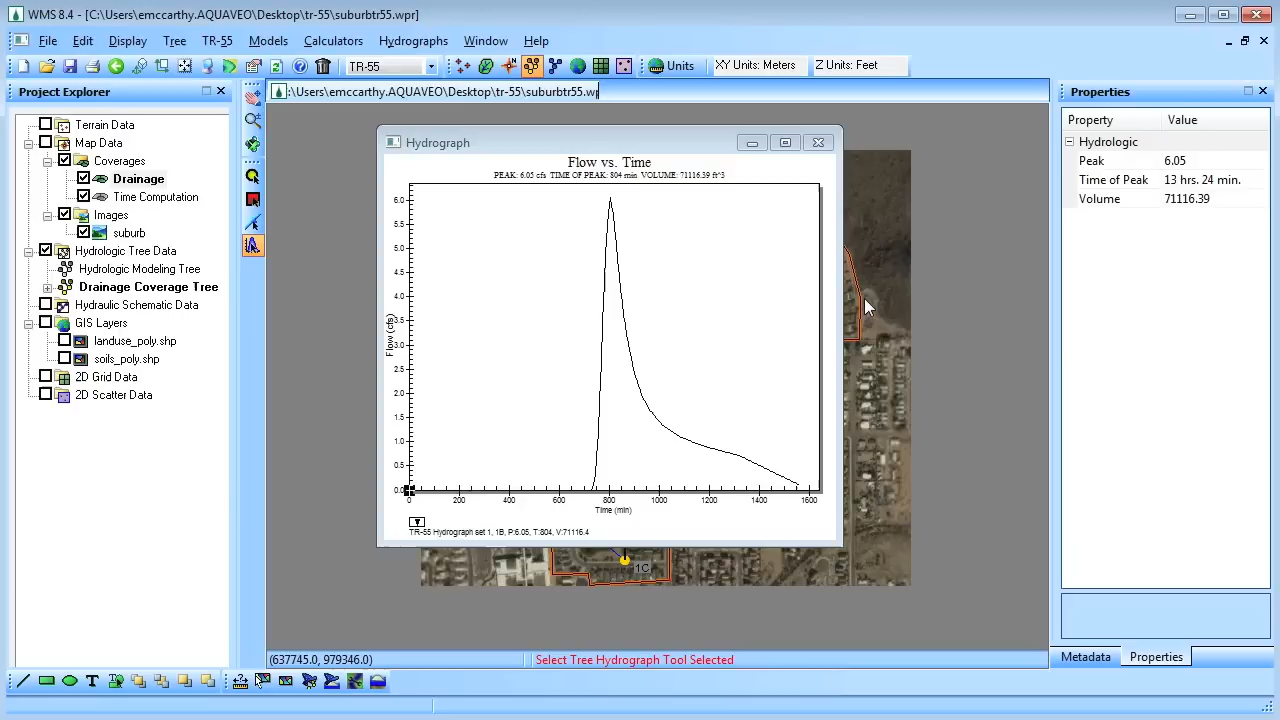 WMS 8.4 - [C:\Users\emccarthy.AQUAVEO\Desktop\tr-55\suburbtr55.wpr]
File Edit Display Tree TR-55 Models Calculators Hydrographs Window Help
TR-55
Units
XY Units: Meters
Z Units: Feet
Project Explorer
Terrain Data
Map Data
Coverages
Drainage
Time Computation
Images
suburb
Hydrologic Tree Data
Hydrologic Modeling Tree
Drainage Coverage Tree
Hydraulic Schematic Data
GIS Layers
landuse_poly.shp
soils_poly.shp
2D Grid Data
2D Scatter Data
:\Users\emccarthy.AQUAVEO\Desktop\tr-55\suburbtr55.wp
Hydrograph
Flow vs. Time
PEAK: 6.05 cfs TIME OF PEAK: 804 min VOLUME: 71116.39 ft^3
Flow (cfs)
6.0
5.5
5.0
4.5
4.0
3.5
3.0
2.5
2.0
1.5
1.0
0.5
0.0
0 200 400 600 800 1000 1200 1400 1600
Time (min)
TR-55 Hydrograph set 1, 1B, P:6.05, T:804, V:71116.4
1C
(637745.0, 979346.0)
Select Tree Hydrograph Tool Selected
Properties
Property Value
Hydrologic
Peak 6.05
Time of Peak 13 hrs. 24 min.
Volume 71116.39
Metadata Properties